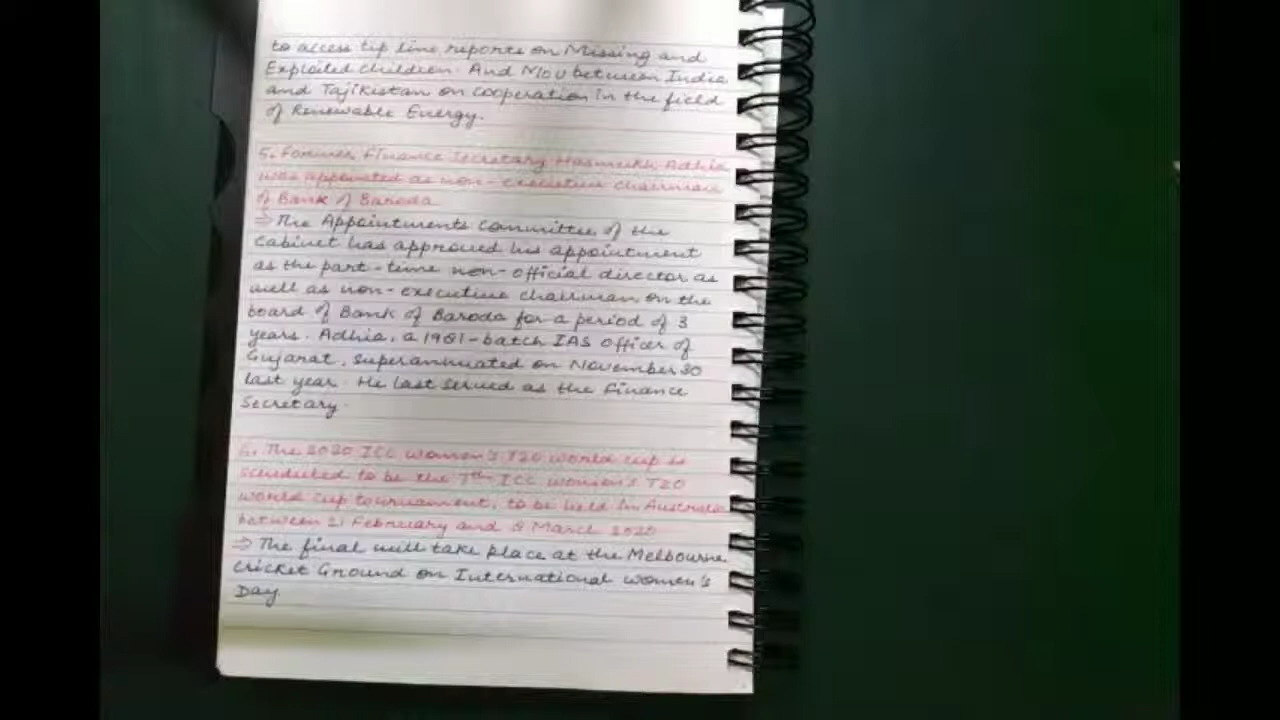 to access tip line reports on Missing and
Exploited children. And MoU between India
and Tajikistan on cooperation in the field
of Renewable Energy.
5. Former Finance Secretary Hasmukh Adhia
was appointed as non-executive chairman
of Bank of Baroda
⇒ The Appointments committee of the
Cabinet has approved his appointment
as the part-time non-official director as
well as non-executive chairman on the
board of Bank of Baroda for a period of 3
years. Adhia, a 1981-batch IAS Officer of
Gujarat, superannuated on November 30
last year. He last served as the Finance
Secretary.
6. The 2020 ICC women's T20 world cup is
scheduled to be the 7th ICC women's T20
world cup tournament, to be held in Australia
between 21 February and 8 March 2020
⇒ The final will take place at the Melbourne
Cricket Ground on International women's
Day.